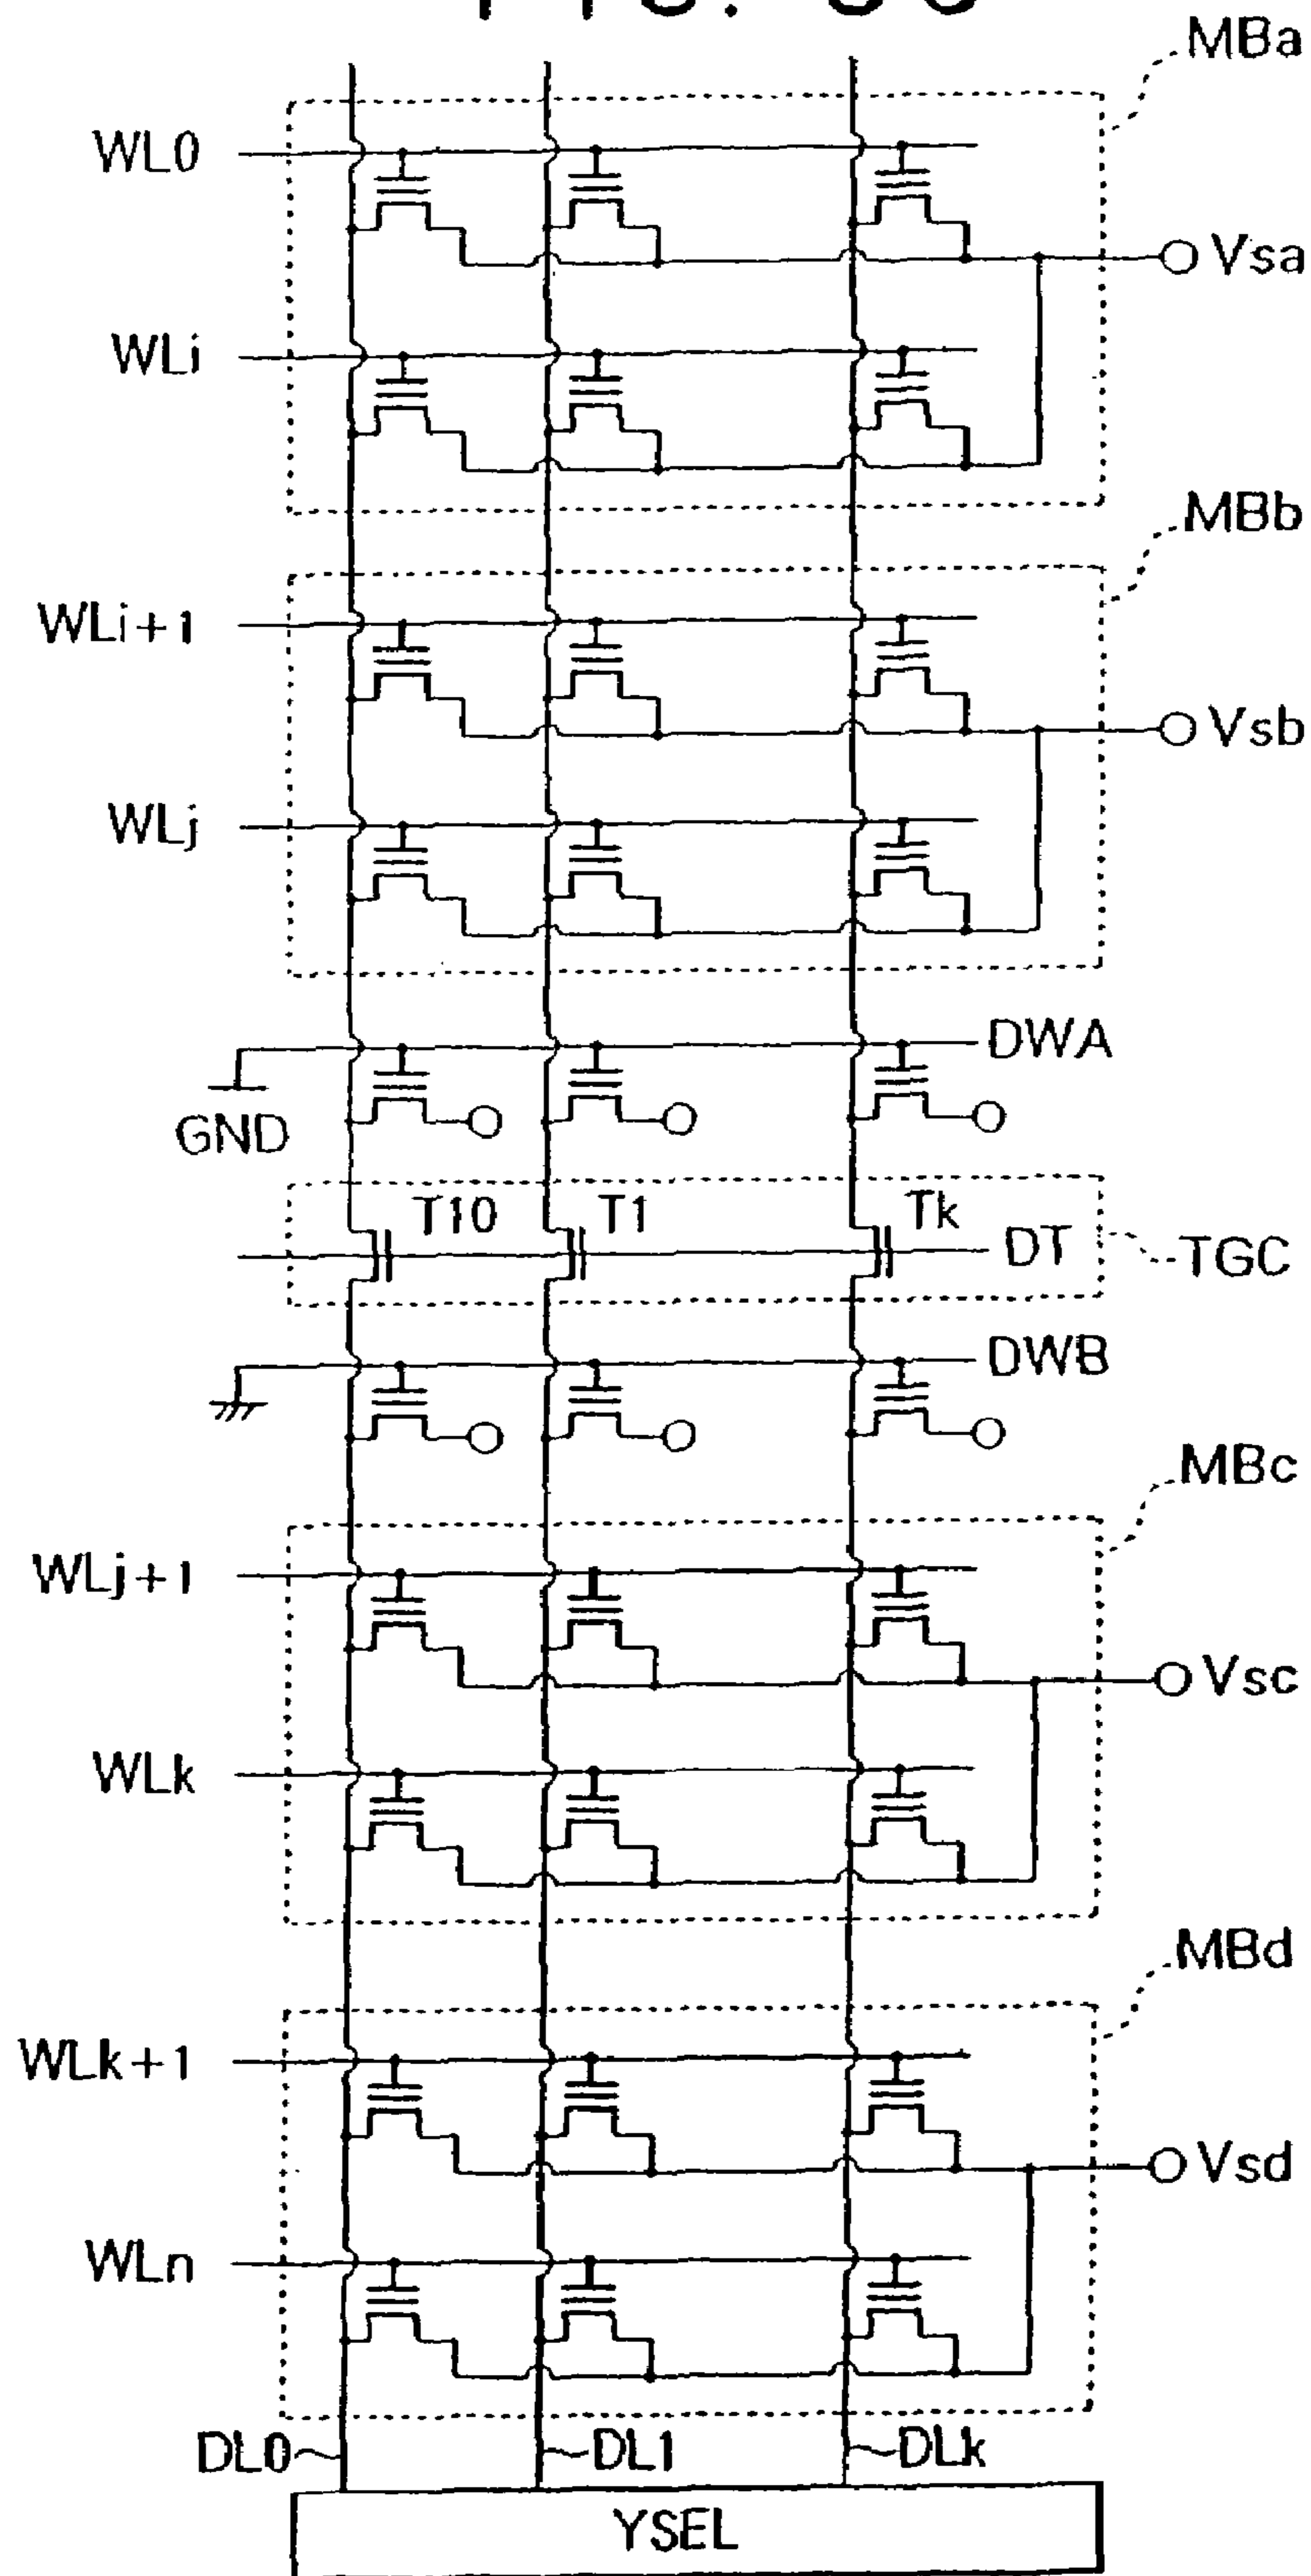 MBa
WL0
Vsa
WLi
MBb
WLi+1
Vsb
WLj
DWA
GND
T10 T1 Tk
DT
TGC
DWB
MBc
WLj+1
Vsc
WLk
MBd
WLk+1
Vsd
WLn
DL0 DL1 DLk
YSEL